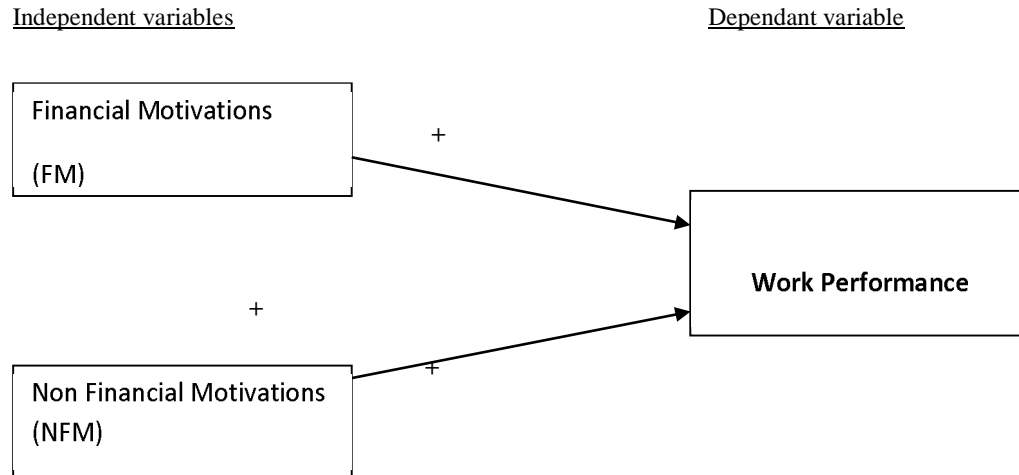 Independent variables
Dependant variable
Financial Motivations
(FM)
+
Work Performance
+
Non Financial Motivations
(NFM)
+